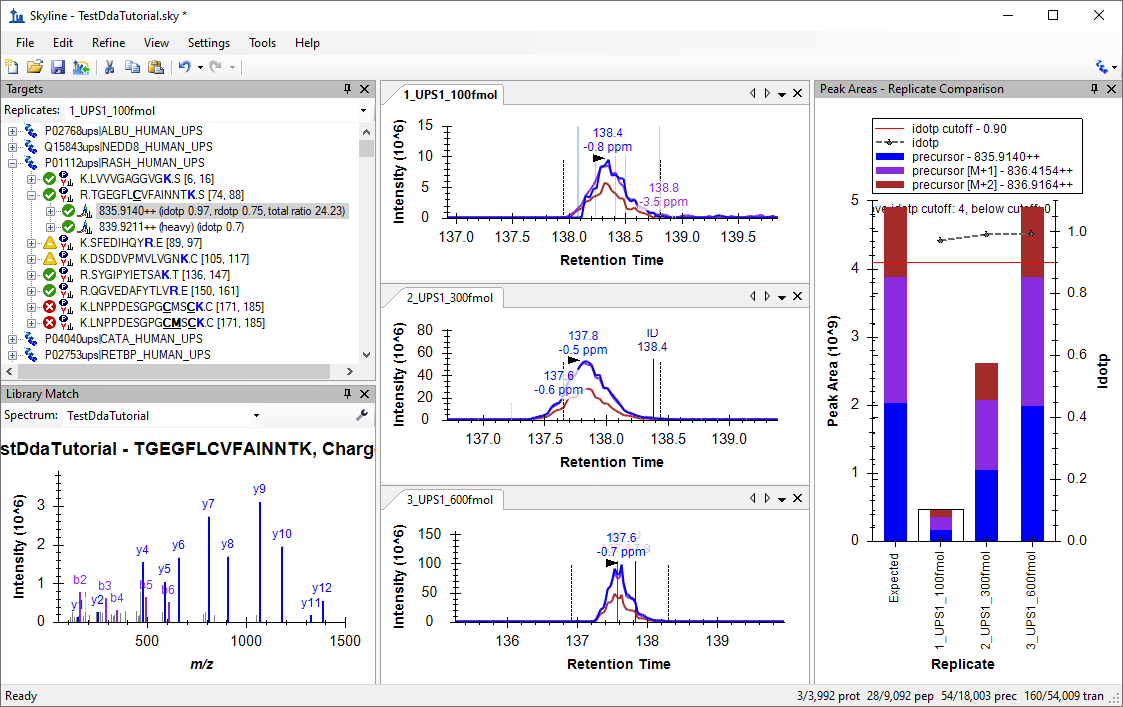 Skyline - TestDdaTutorial.sky *
File Edit Refine View Settings Tools Help
Targets
Replicates: 1_UPS1_100fmol
P02768ups|ALBU_HUMAN_UPS
Q15843ups|NEDD8_HUMAN_UPS
P01112ups|RASH_HUMAN_UPS
K.LVVVGAGGVGK.S [6, 16]
R.TGEGFLCVFAINNTK.S [74, 88]
835.9140++ (idotp 0.97, rdotp 0.75, total ratio 24.23)
839.9211++ (heavy) (idotp 0.7)
K.SFEDIHQYR.E [89, 97]
K.DSDDVPMVLVGNK.C [105, 117]
R.SYGIPYIETSAK.T [136, 147]
R.QGVEDAFYTLVR.E [150, 161]
K.LNPPDESGPGCMSCK.C [171, 185]
K.LNPPDESGPGCMSCK.C [171, 185]
P04040ups|CATA_HUMAN_UPS
P02753ups|RETBP_HUMAN_UPS
Library Match
Spectrum: TestDdaTutorial
stDdaTutorial - TGEGFLCVFAINNTK, Charg
Intensity (10^6)
3
2
1
0
y1 b2 y2 b3 b4 y4 b5 y5 b6 y6 y7 y8 y9 y10 y11 y12
500 1000 1500
m/z
1_UPS1_100fmol
Intensity (10^6)
15
10
5
0
138.4
-0.8 ppm
138.8
-3.5 ppm
137.0 137.5 138.0 138.5 139.0 139.5
Retention Time
2_UPS1_300fmol
Intensity (10^6)
80
60
40
20
0
137.8
-0.5 ppm
137.6
-0.6 ppm
ID
138.4
137.0 137.5 138.0 138.5 139.0
Retention Time
3_UPS1_600fmol
Intensity (10^6)
150
100
50
0
137.6
-0.7 ppm
136 137 138 139
Retention Time
Peak Areas - Replicate Comparison
idotp cutoff - 0.90
idotp
precursor - 835.9140++
precursor [M+1] - 836.4154++
precursor [M+2] - 836.9164++
idotp cutoff: 4, below cutoff: 0
Peak Area (10^9)
5
4
3
2
1
0
1.0
0.8
0.6
0.4
0.2
0.0
Idotp
Expected
1_UPS1_100fmol
2_UPS1_300fmol
3_UPS1_600fmol
Replicate
Ready
3/3,992 prot 28/9,092 pep 54/18,003 prec 160/54,009 tran